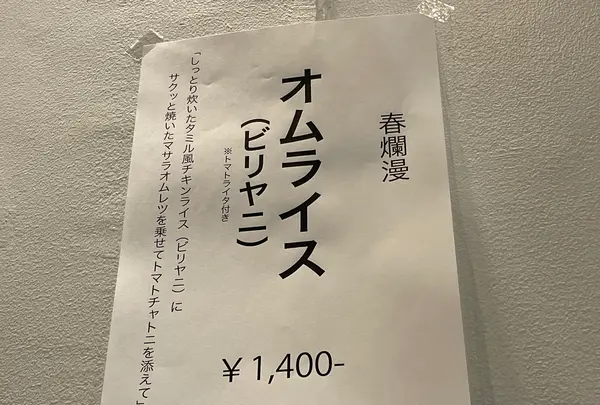 春爛漫
オムライス
(ビリヤニ)
※トマトライタ付き
「しっとり炊いたタミル風チキンライス(ビリヤニ)に
サクッと焼いたマサラオムレツを乗せてトマトチャトニを添えて」
¥1,400-